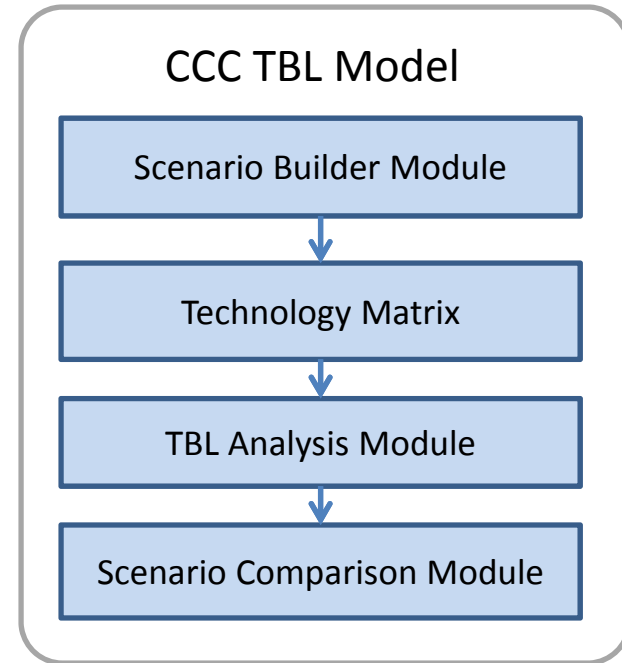 CCC TBL Model
Scenario Builder Module
Technology Matrix
TBL Analysis Module
Scenario Comparison Module